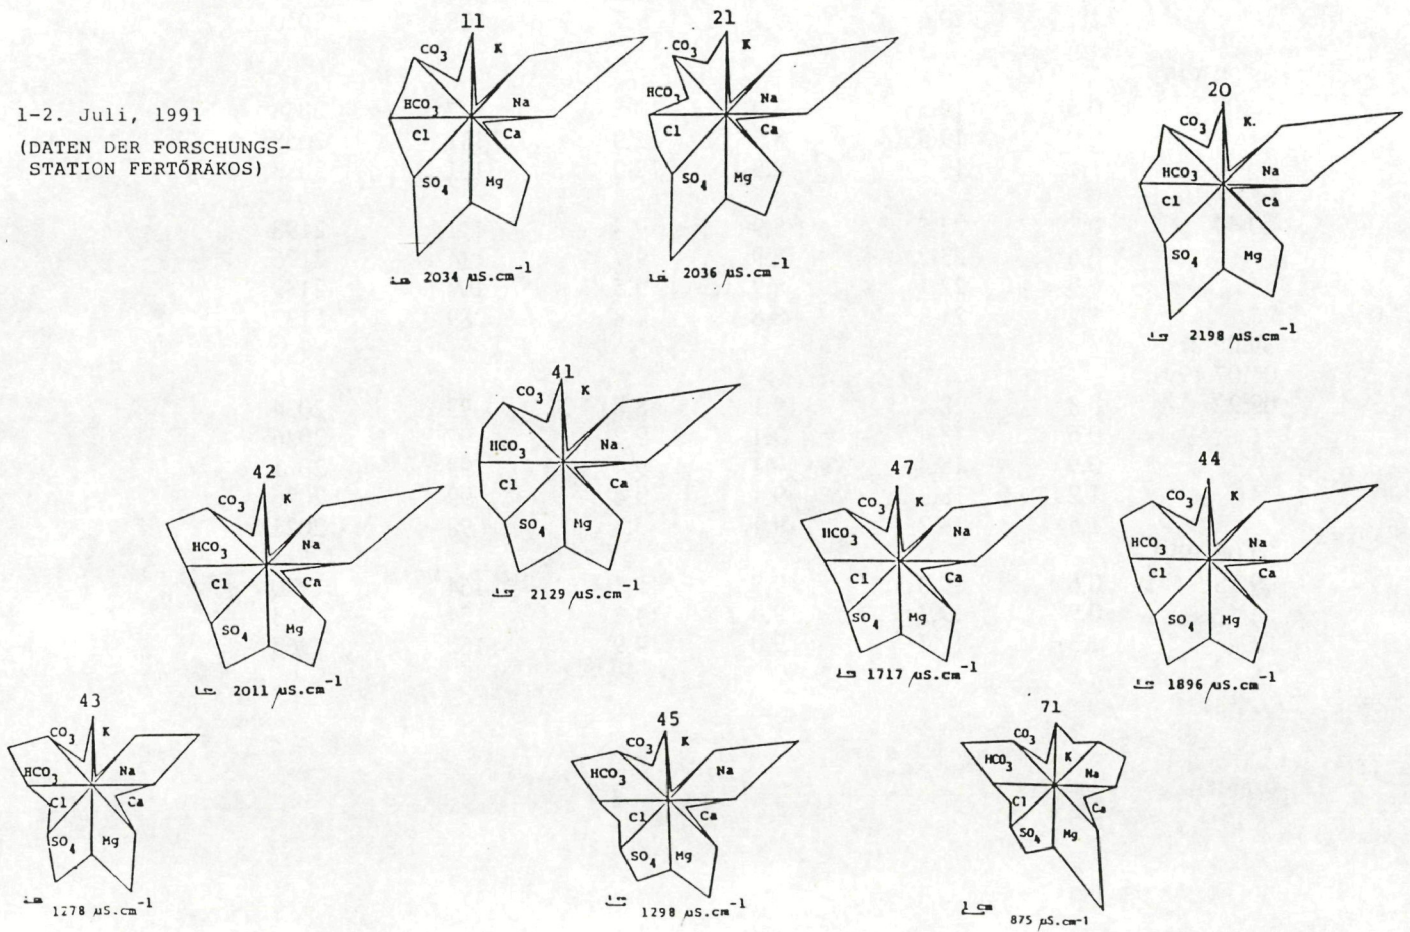 1-2. Juli, 1991
(DATEN DER FORSCHUNGS-
STATION FERTŐRÁKOS)
11
CO3
K
HCO3
Na
Cl
Ca
SO4
Mg
2034 µS.cm-1
21
CO3
K
HCO3
Na
Cl
Ca
SO4
Mg
2036 µS.cm-1
20
CO3
K.
HCO3
Na
Cl
Ca
SO4
Mg
2198 µS.cm-1
41
CO3
K
HCO3
Na
Cl
Ca
SO4
Mg
2129 µS.cm-1
42
CO3
K
HCO3
Na
Cl
Ca
SO4
Mg
2011 µS.cm-1
47
CO3
K
HCO3
Na
Cl
Ca
SO4
Mg
1717 µS.cm-1
44
CO3
K
HCO3
Na
Cl
Ca
SO4
Mg
1896 µS.cm-1
43
CO3
K
HCO3
Na
Cl
Ca
SO4
Mg
1278 µS.cm-1
45
CO3
K
HCO3
Na
Cl
Ca
SO4
Mg
1298 µS.cm-1
71
CO3
K
HCO3
Na
Cl
Ca
SO4
Mg
1 cm
875 µS.cm-1